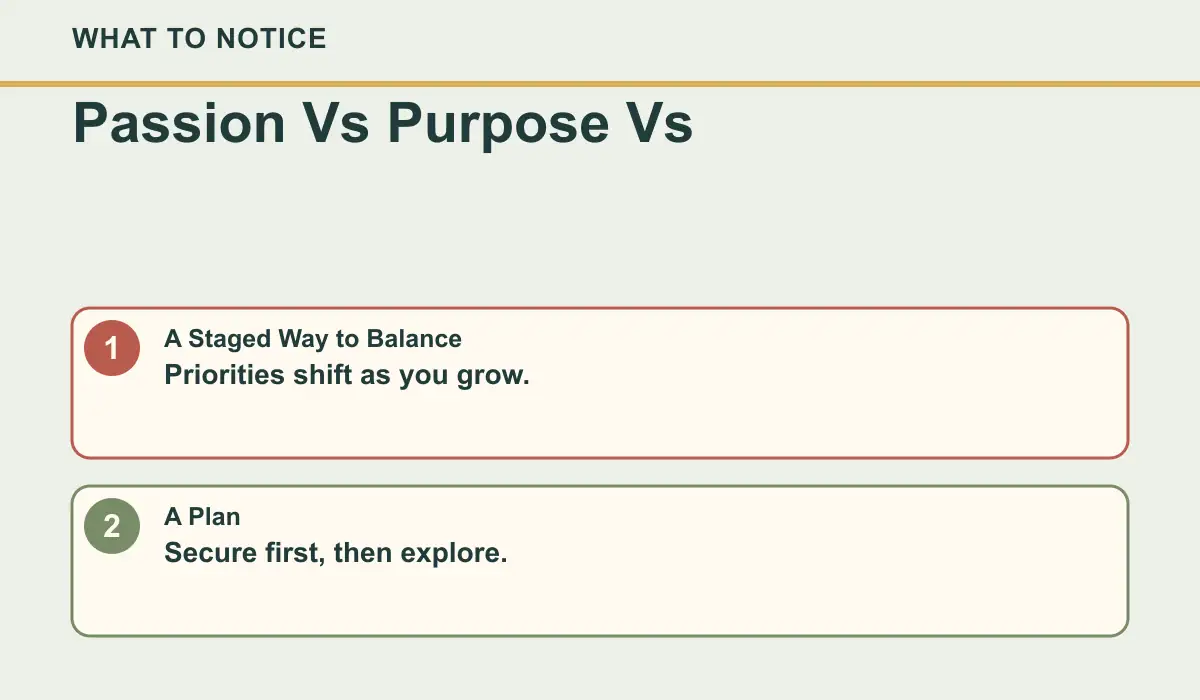 WHAT TO NOTICE
Passion Vs Purpose Vs
1
A Staged Way to Balance
Priorities shift as you grow.
2
A Plan
Secure first, then explore.